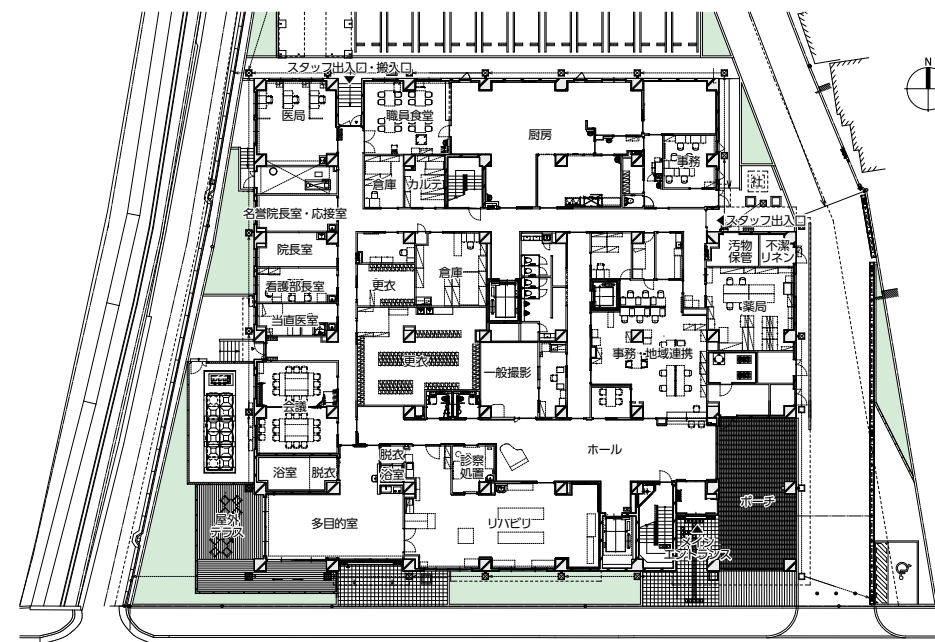 N
スタッフ出入口・搬入口
医局
職員食堂
厨房
倉庫
カルテ
事務
社
名誉院長室・応接室
スタッフ出入口
院長室
汚物
保管
不潔
リネン
更衣
倉庫
看護部長室
薬局
当直医室
更衣
一般撮影
事務・地域連携
会議
ホール
脱衣
浴室
診察
処置
浴室
脱衣
ポーチ
屋外
テラス
多目的室
リハビリ
メイン
エントランス